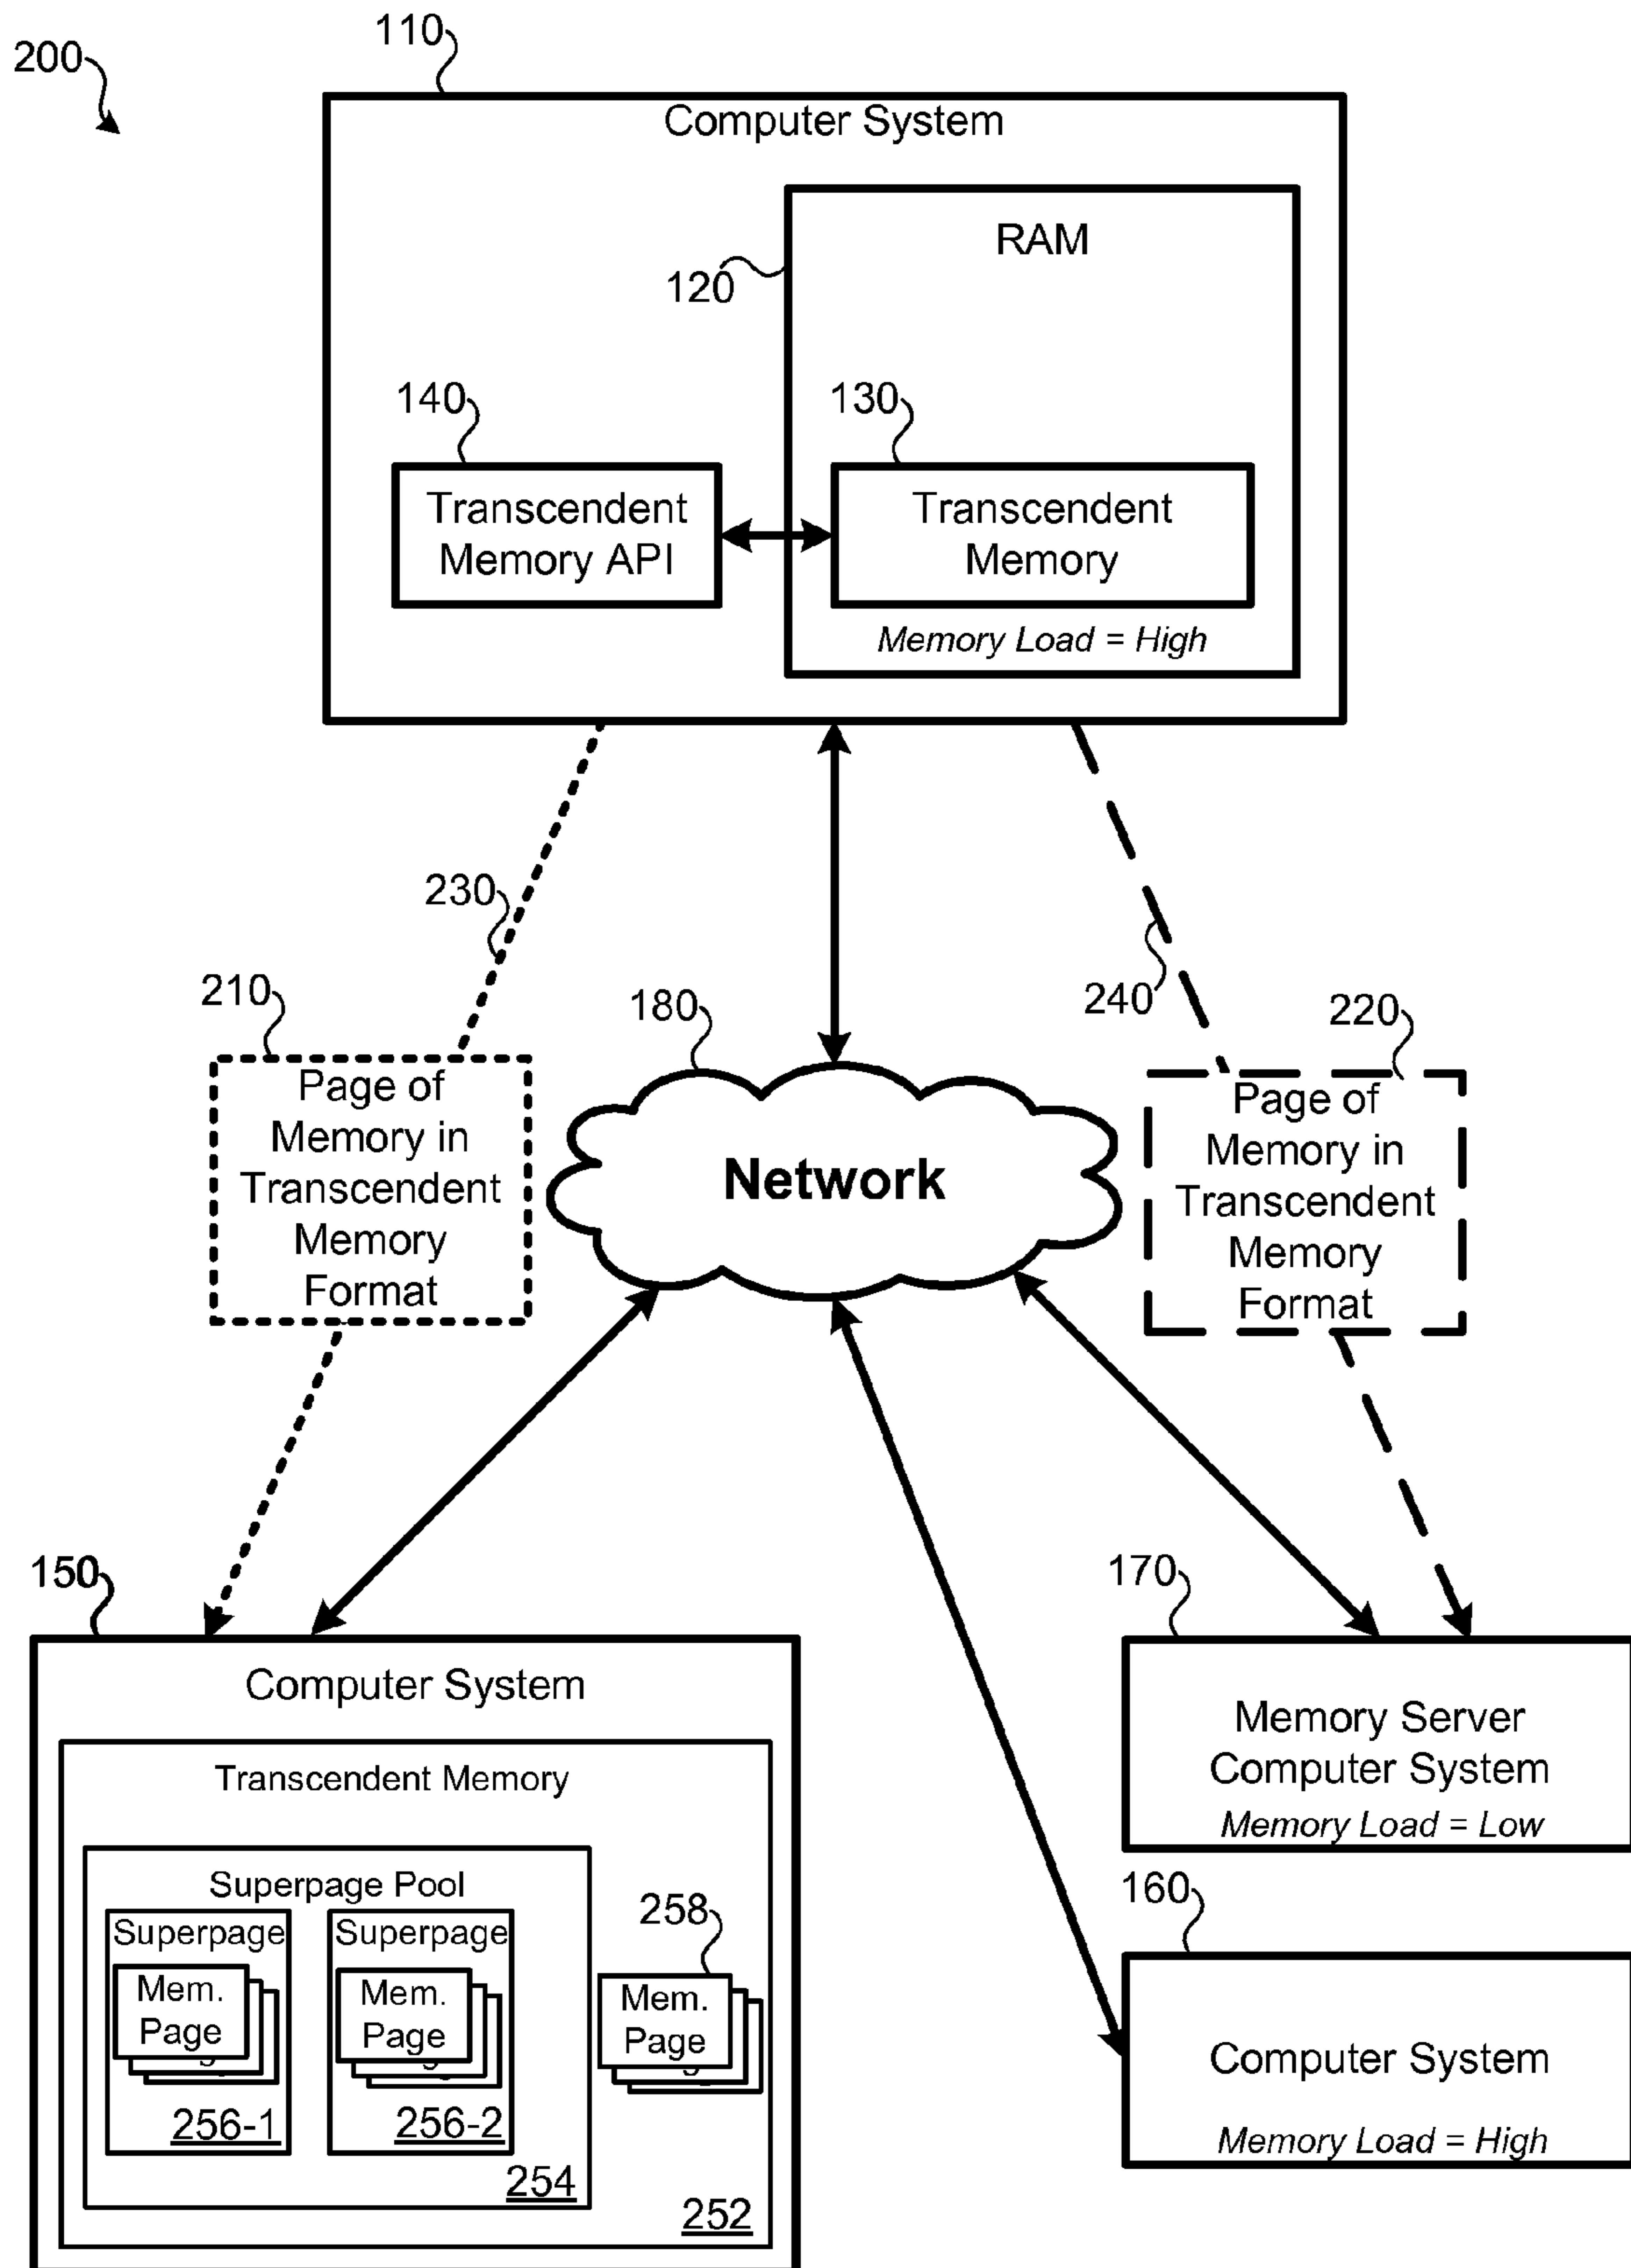 200
110
Computer System
RAM
120
140
130
Transcendent
Memory API
Transcendent
Memory
Memory Load = High
230
240
210
180
220
Page of
Memory in
Transcendent
Memory
Format
Network
Page of
Memory in
Transcendent
Memory
Format
150
170
Computer System
Memory Server
Computer System
Memory Load = Low
Transcendent Memory
Superpage Pool
160
258
Superpage
Superpage
Mem.
Page
Mem.
Page
Mem.
Page
Computer System
Memory Load = High
256-1
256-2
254
252